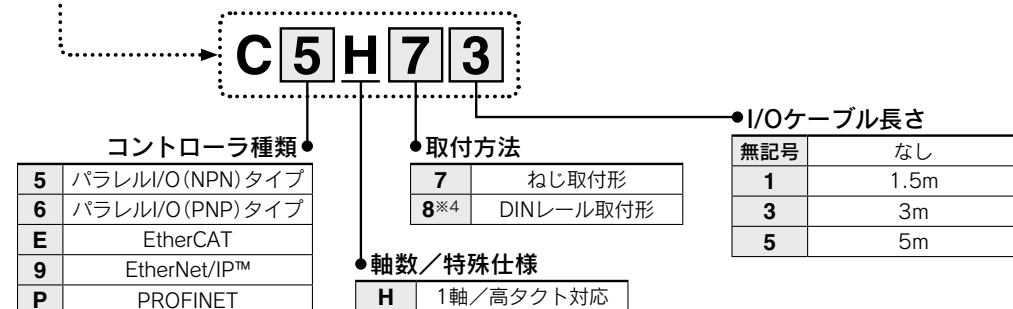 C5H73
コントローラ種類
5 パラレルI/O(NPN)タイプ
6 パラレルI/O(PNP)タイプ
E EtherCAT
9 EtherNet/IP™
P PROFINET
取付方法
7 ねじ取付形
8※4 DINレール取付形
軸数／特殊仕様
H 1軸／高タクト対応
I/Oケーブル長さ
無記号 なし
1 1.5m
3 3m
5 5m